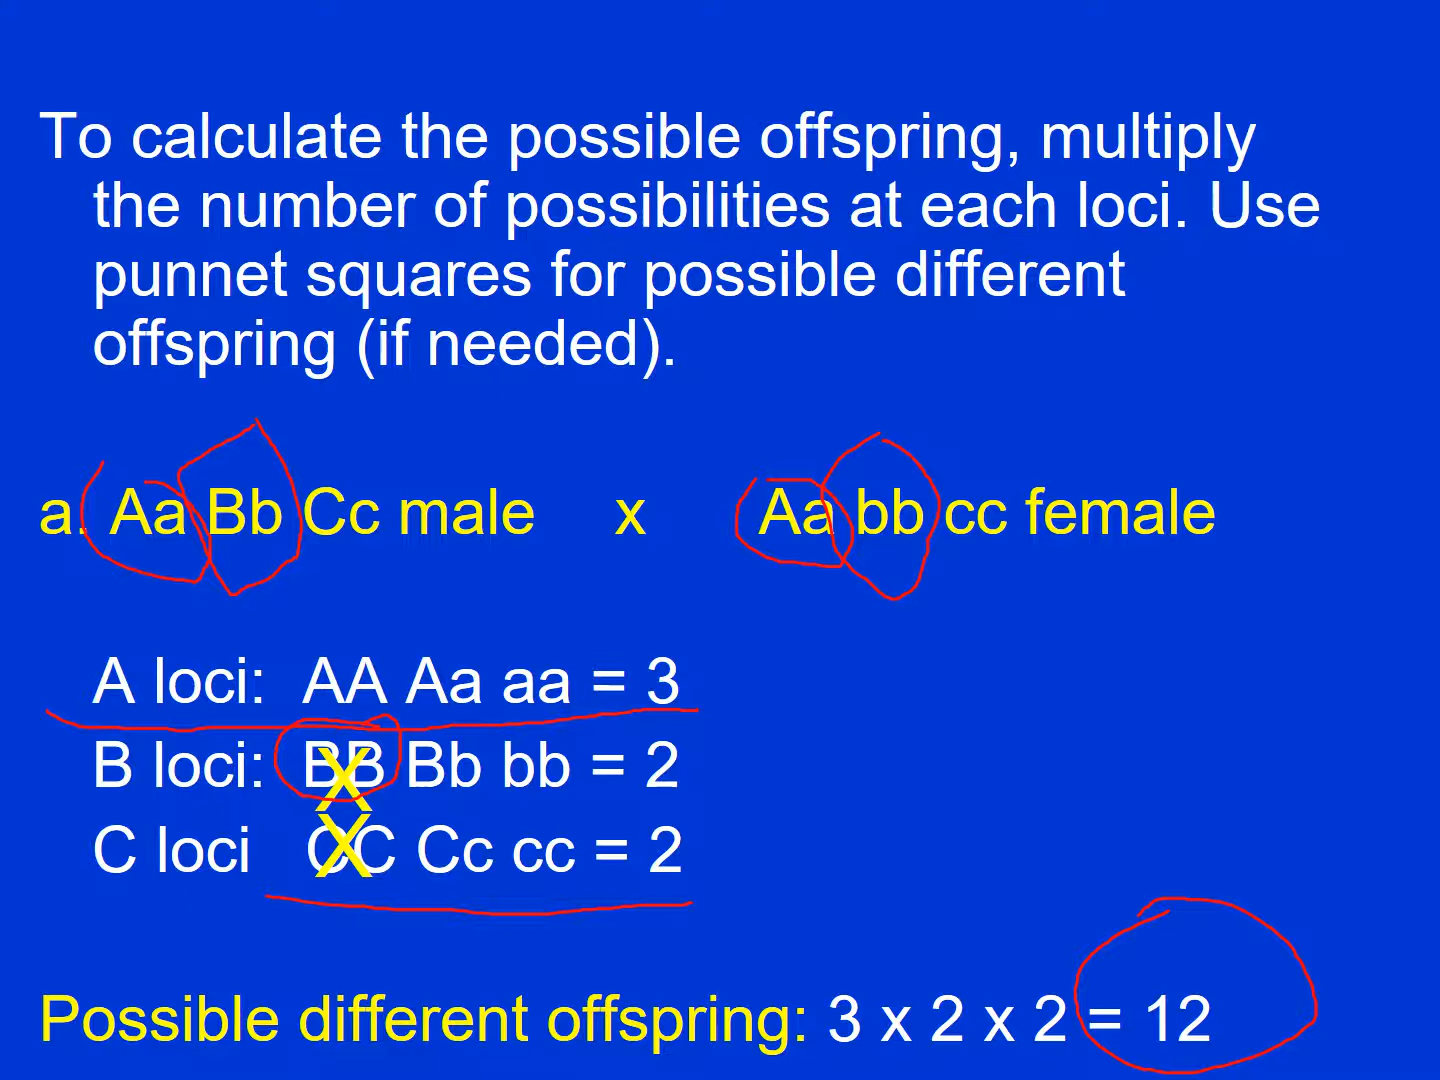 To calculate the possible offspring, multiply
the number of possibilities at each loci. Use
punnet squares for possible different
offspring (if needed).
a. Aa Bb Cc male x Aa bb cc female
A loci: AA Aa aa = 3
B loci: BB X Bb bb = 2
C loci CC X Cc cc = 2
Possible different offspring: 3 x 2 x 2 = 12